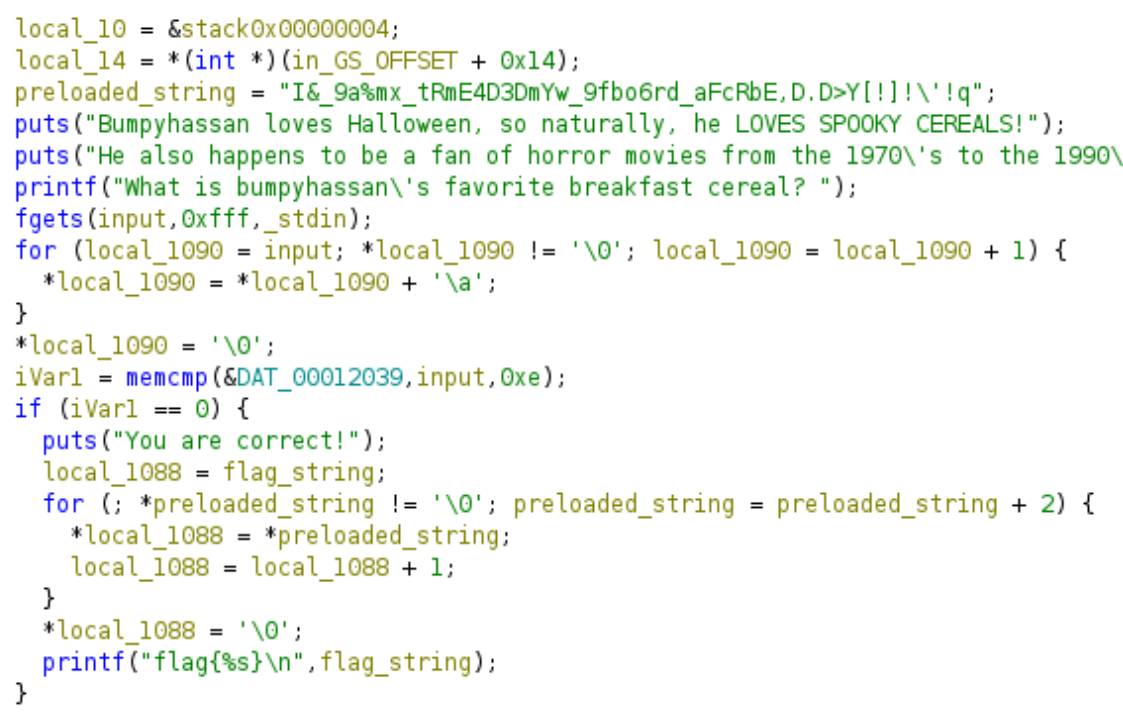 local_10 = &stack0x00000004;
local_14 = *(int *)(in_GS_OFFSET + 0x14);
preloaded_string = "I&_9a%mx_tRmE4D3DmYw_9fbo6rd_aFcRbE,D.D>Y[!]!\'!q";
puts("Bumpyhassan loves Halloween, so naturally, he LOVES SPOOKY CEREALS!");
puts("He also happens to be a fan of horror movies from the 1970\'s to the 1990\
printf("What is bumpyhassan\'s favorite breakfast cereal? ");
fgets(input,0xfff,_stdin);
for (local_1090 = input; *local_1090 != '\0'; local_1090 = local_1090 + 1) {
  *local_1090 = *local_1090 + '\a';
}
*local_1090 = '\0';
iVar1 = memcmp(&DAT_00012039,input,0xe);
if (iVar1 == 0) {
  puts("You are correct!");
  local_1088 = flag_string;
  for (; *preloaded_string != '\0'; preloaded_string = preloaded_string + 2) {
    *local_1088 = *preloaded_string;
    local_1088 = local_1088 + 1;
  }
  *local_1088 = '\0';
  printf("flag{%s}\n",flag_string);
}